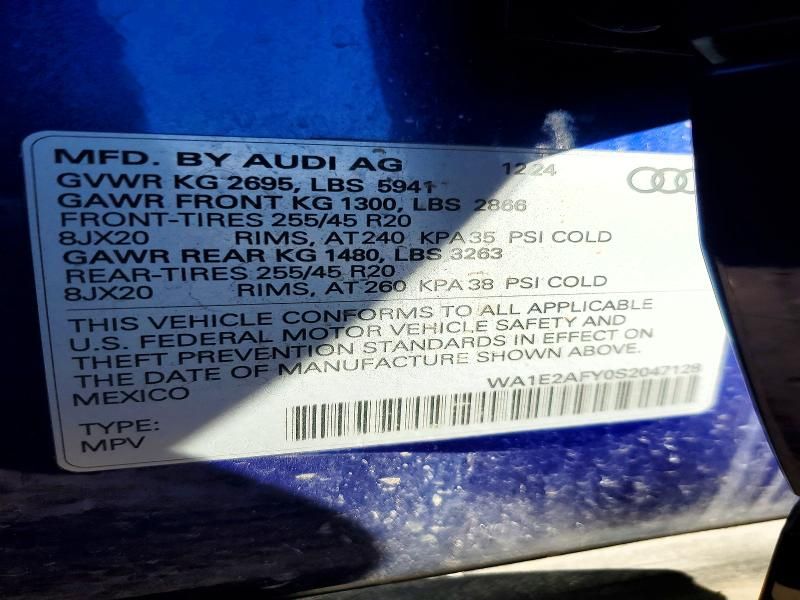 MFD. BY AUDI AG 12 24
GVWR KG 2695, LBS 5941
GAWR FRONT KG 1300, LBS 2866
FRONT-TIRES 255/45 R20
8JX20 RIMS, AT 240 KPA 35 PSI COLD
GAWR REAR KG 1480, LBS 3263
REAR-TIRES 255/45 R20
8JX20 RIMS, AT 260 KPA 38 PSI COLD
THIS VEHICLE CONFORMS TO ALL APPLICABLE
U.S. FEDERAL MOTOR VEHICLE SAFETY AND
THEFT PREVENTION STANDARDS IN EFFECT ON
THE DATE OF MANUFACTURE SHOWN ABOVE.
MEXICO WA1E2AFY0S2047128
TYPE:
MPV